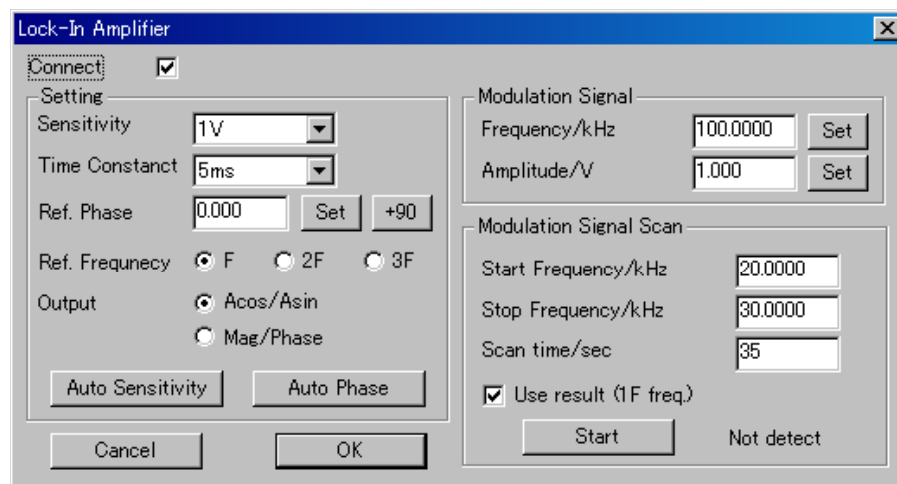 Lock-In Amplifier
Connect
Setting
Sensitivity 1V
Time Constanct 5ms
Ref. Phase 0.000 Set +90
Ref. Frequnecy F 2F 3F
Output Acos/Asin
Mag/Phase
Auto Sensitivity Auto Phase
Cancel OK
Modulation Signal
Frequency/kHz 100.0000 Set
Amplitude/V 1.000 Set
Modulation Signal Scan
Start Frequency/kHz 20.0000
Stop Frequency/kHz 30.0000
Scan time/sec 35
Use result (1F freq.)
Start Not detect